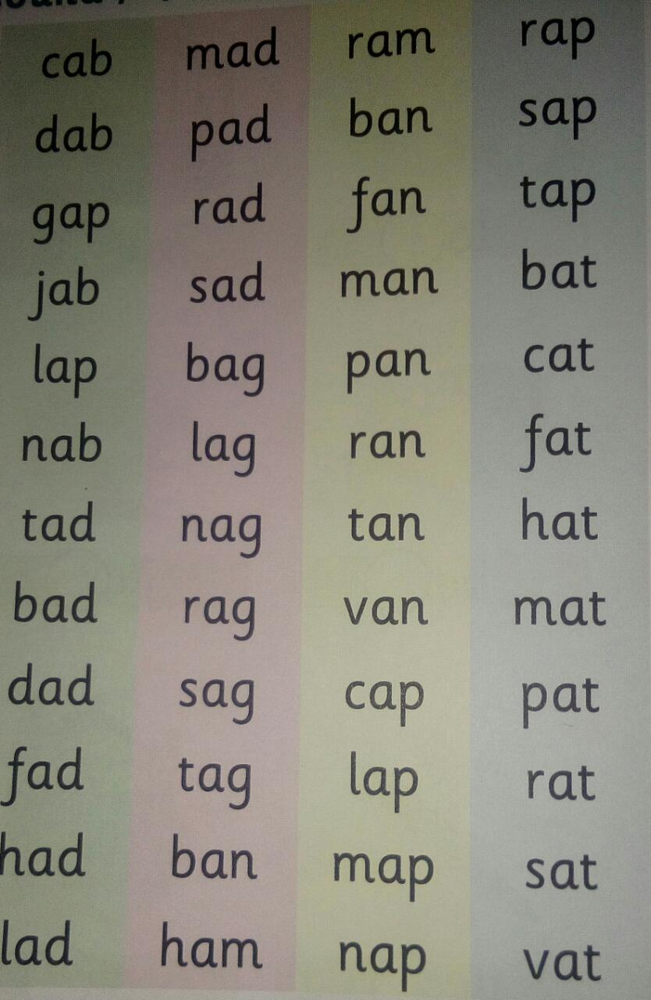 cab mad ram rap
dab pad ban sap
gap rad fan tap
jab sad man bat
lap bag pan cat
nab lag ran fat
tad nag tan hat
bad rag van mat
dad sag cap pat
fad tag lap rat
had ban map sat
lad ham nap vat